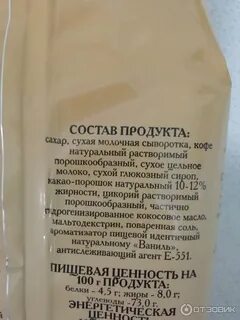 СОСТАВ ПРОДУКТА:
сахар, сухая молочная сыворотка, кофе
натуральный растворимый
порошкообразный, сухое цельное
молоко, сухой глюкозный сироп,
какао-порошок натуральный 10-12%
жирности, цикорий растворимый
порошкообразный, частично
гидрогенизированное кокосовое масло,
мальтодекстрин, поваренная соль,
ароматизатор пищевой идентичный
натуральному «Ваниль»,
антислеживающий агент Е-551.
ПИЩЕВАЯ ЦЕННОСТЬ НА
100 г ПРОДУКТА:
белки - 4,5 г; жиры - 8,0 г;
углеводы -73,0 г.
ЭНЕРГЕТИЧЕСКАЯ
ЦЕННОСТЬ
ОТЗОВИК